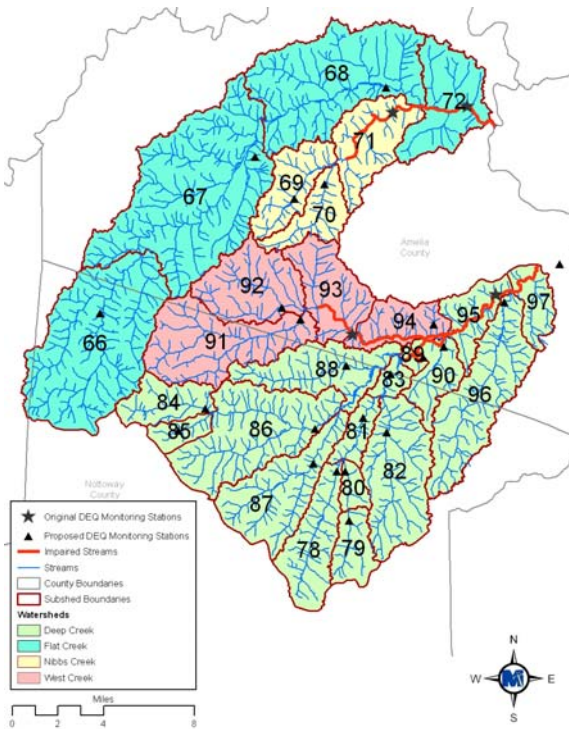 68
72
71
67
69
70
Amelia
County
92
93
97
66
94
95
91
89
88
90
83
96
84
86
81
85
82
Nottoway
County
87
80
78
79
Original DEQ Monitoring Stations
Proposed DEQ Monitoring Stations
Impaired Streams
Streams
County Boundaries
Subshed Boundaries
Watersheds
Deep Creek
Flat Creek
Nibbs Creek
West Creek
Miles
0 2 4 8
N
W E
S
M